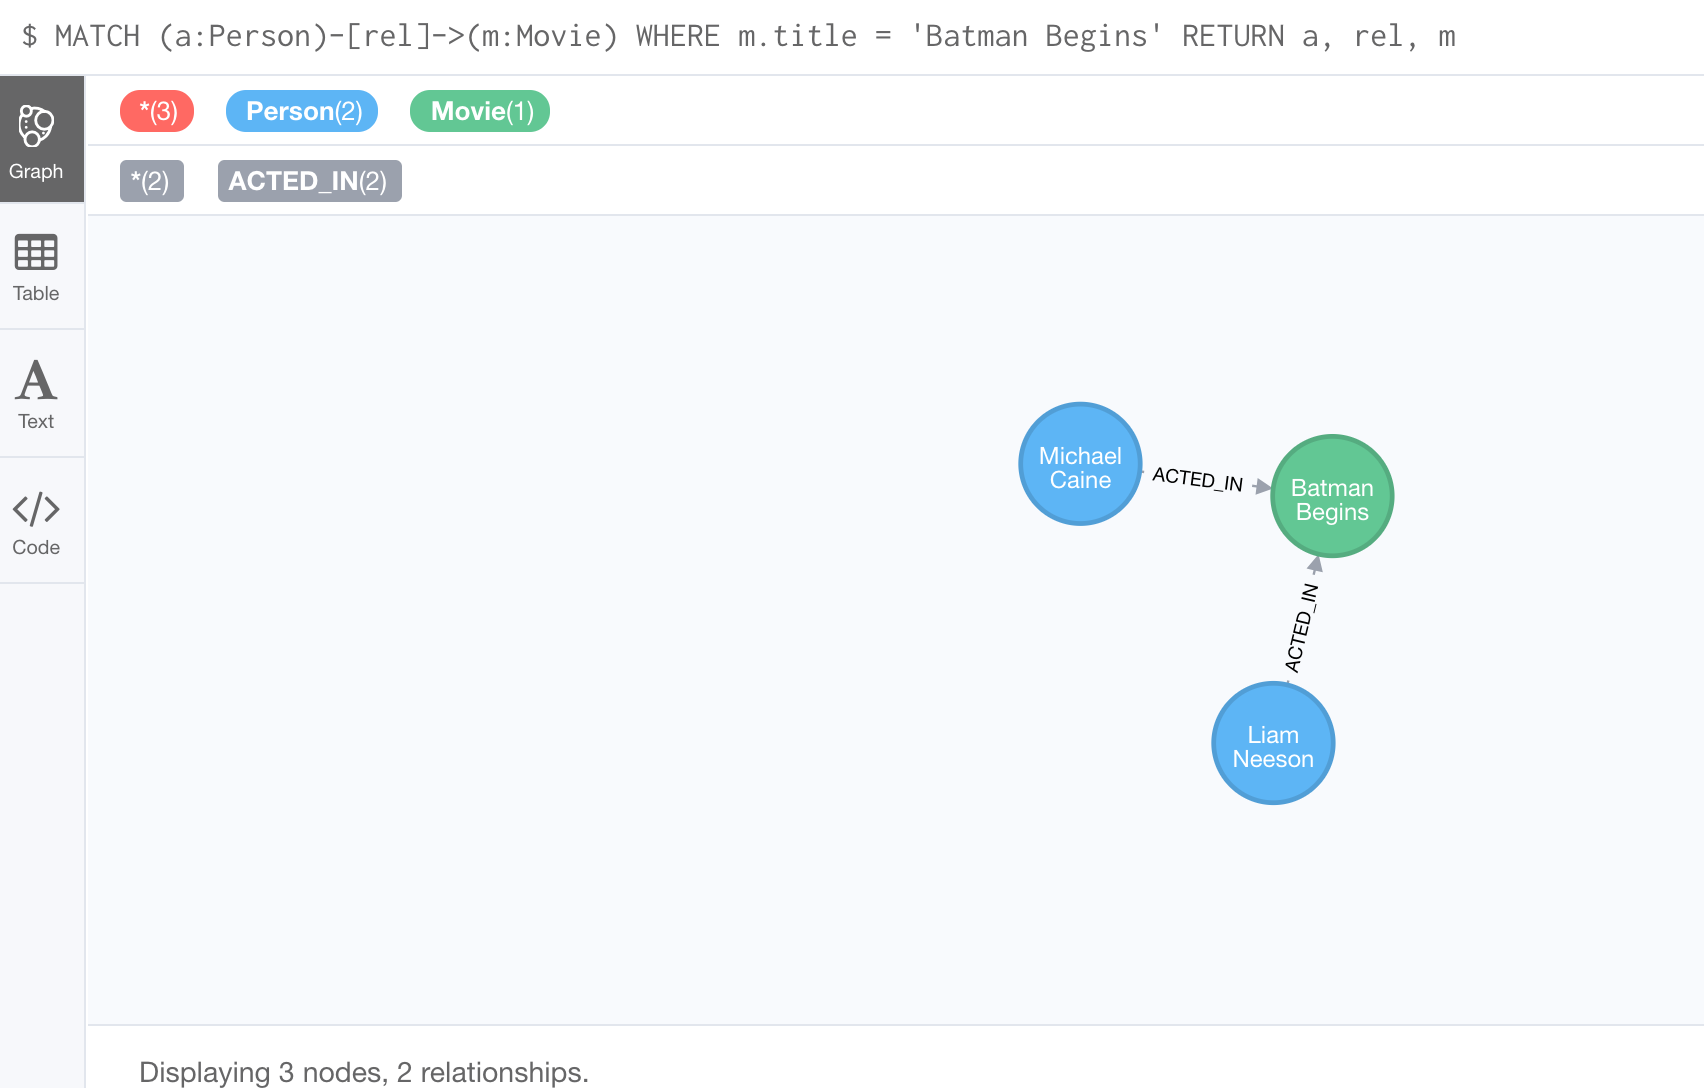 $ MATCH (a:Person)-[rel]->(m:Movie) WHERE m.title = 'Batman Begins' RETURN a, rel, m
*(3) Person(2) Movie(1)
*(2) ACTED_IN(2)
Graph
Table
Text
Code
Michael
Caine
ACTED_IN
Batman
Begins
ACTED_IN
Liam
Neeson
Displaying 3 nodes, 2 relationships.